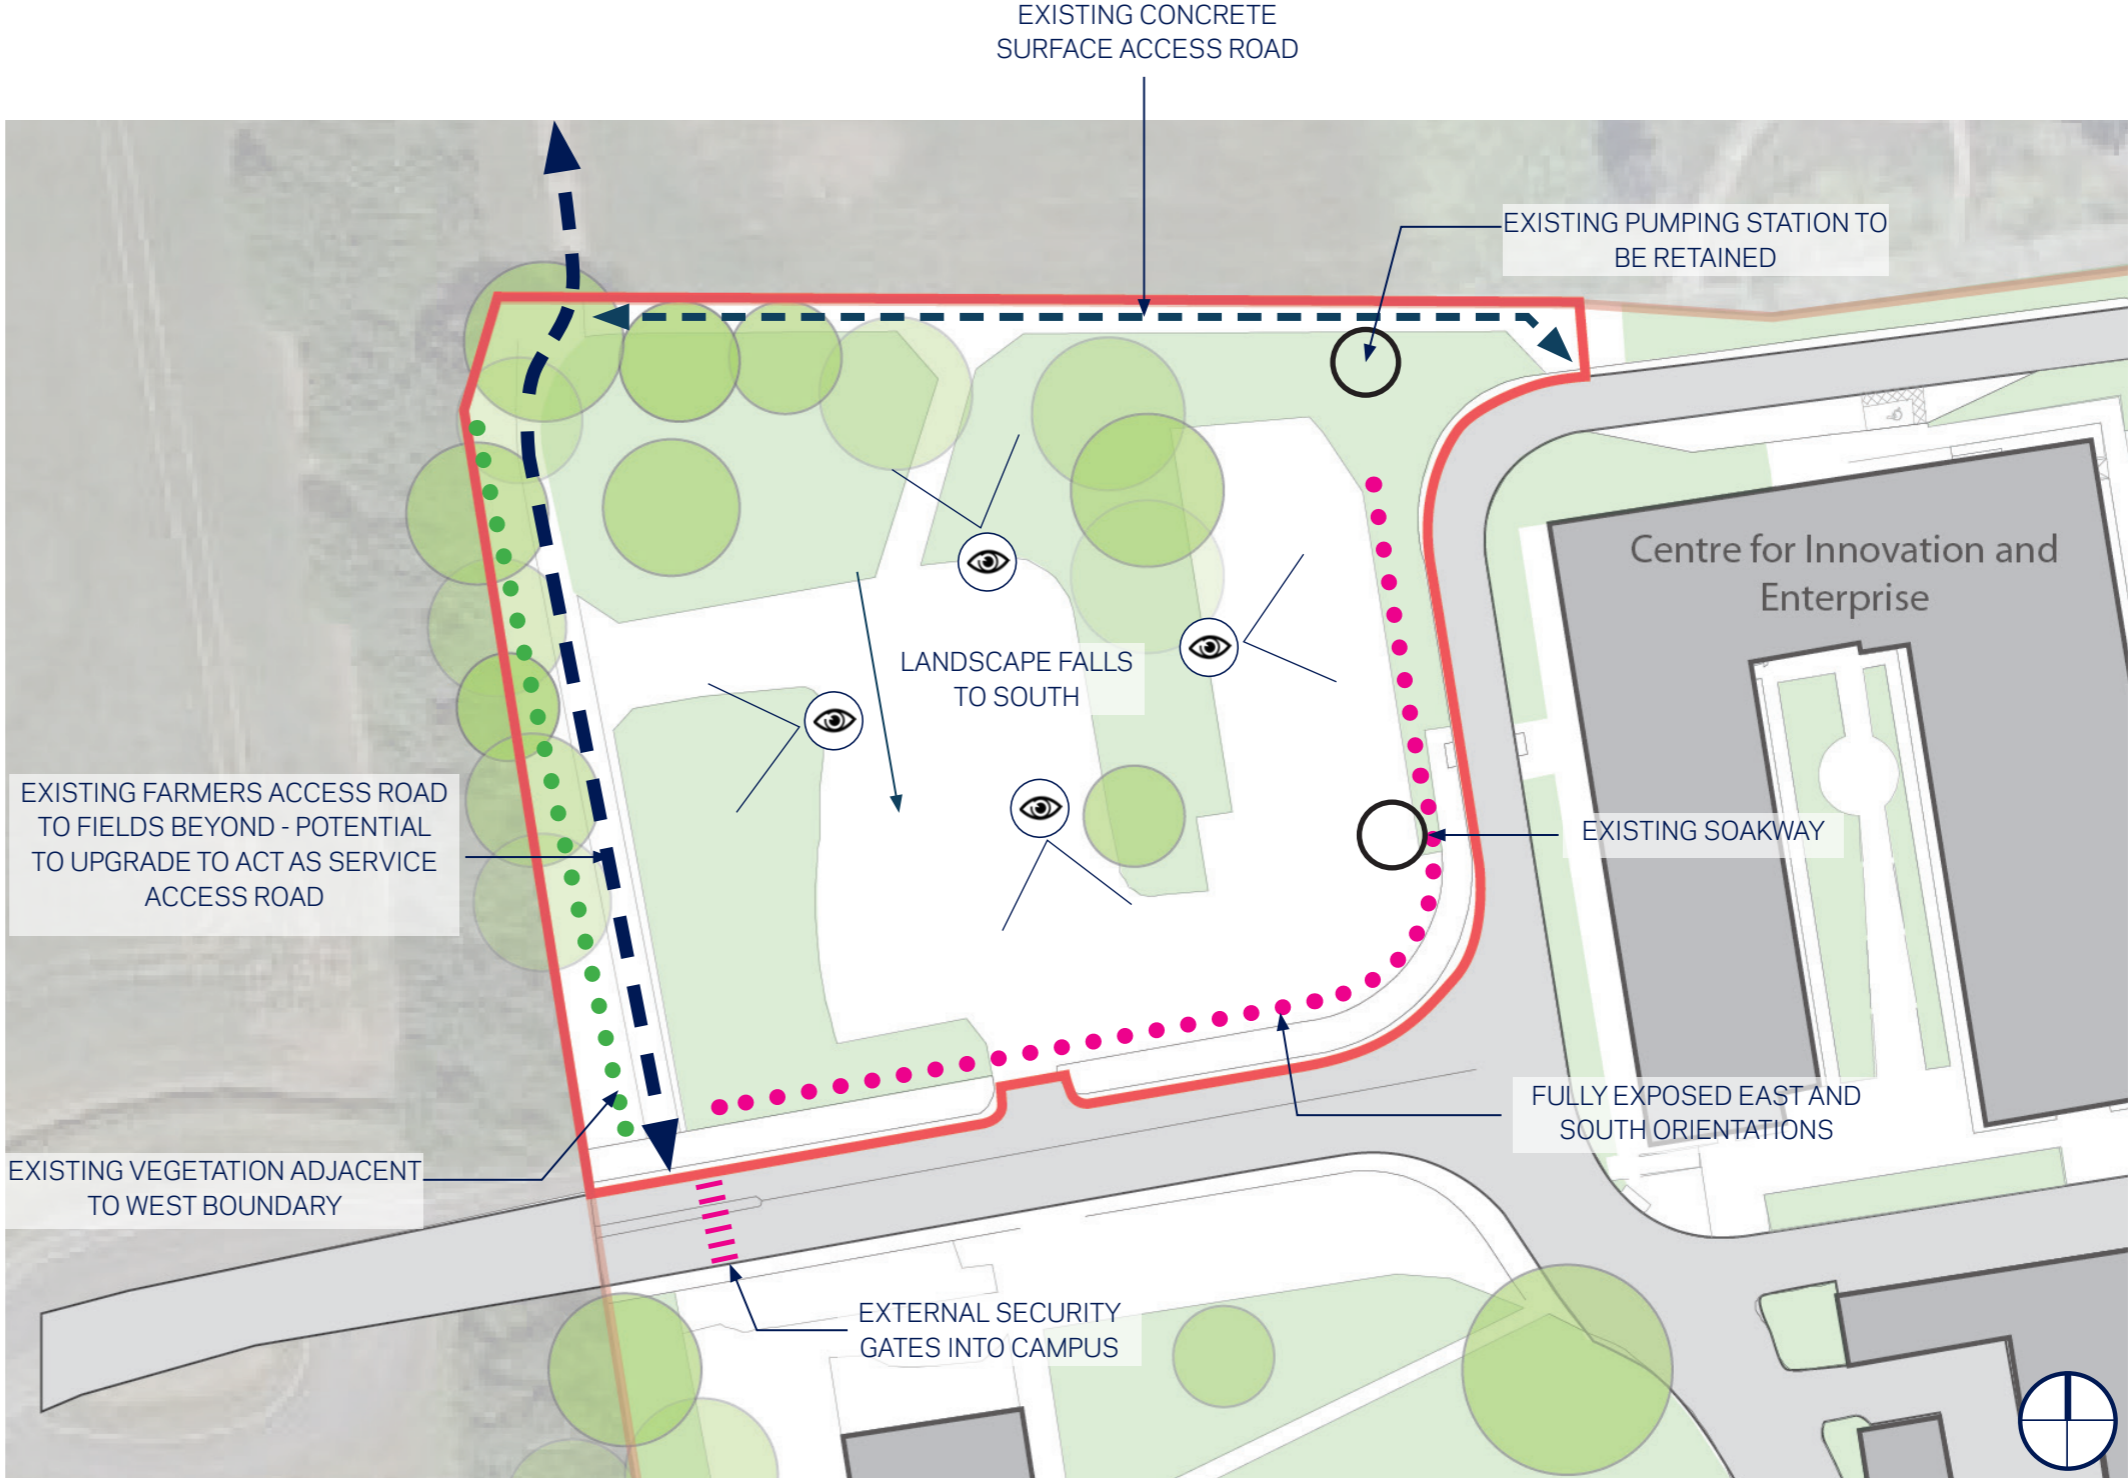 EXISTING CONCRETE
SURFACE ACCESS ROAD
EXISTING PUMPING STATION TO
BE RETAINED
Centre for Innovation and
Enterprise
LANDSCAPE FALLS
TO SOUTH
EXISTING FARMERS ACCESS ROAD
TO FIELDS BEYOND - POTENTIAL
TO UPGRADE TO ACT AS SERVICE
ACCESS ROAD
EXISTING SOAKWAY
FULLY EXPOSED EAST AND
SOUTH ORIENTATIONS
EXISTING VEGETATION ADJACENT
TO WEST BOUNDARY
EXTERNAL SECURITY
GATES INTO CAMPUS